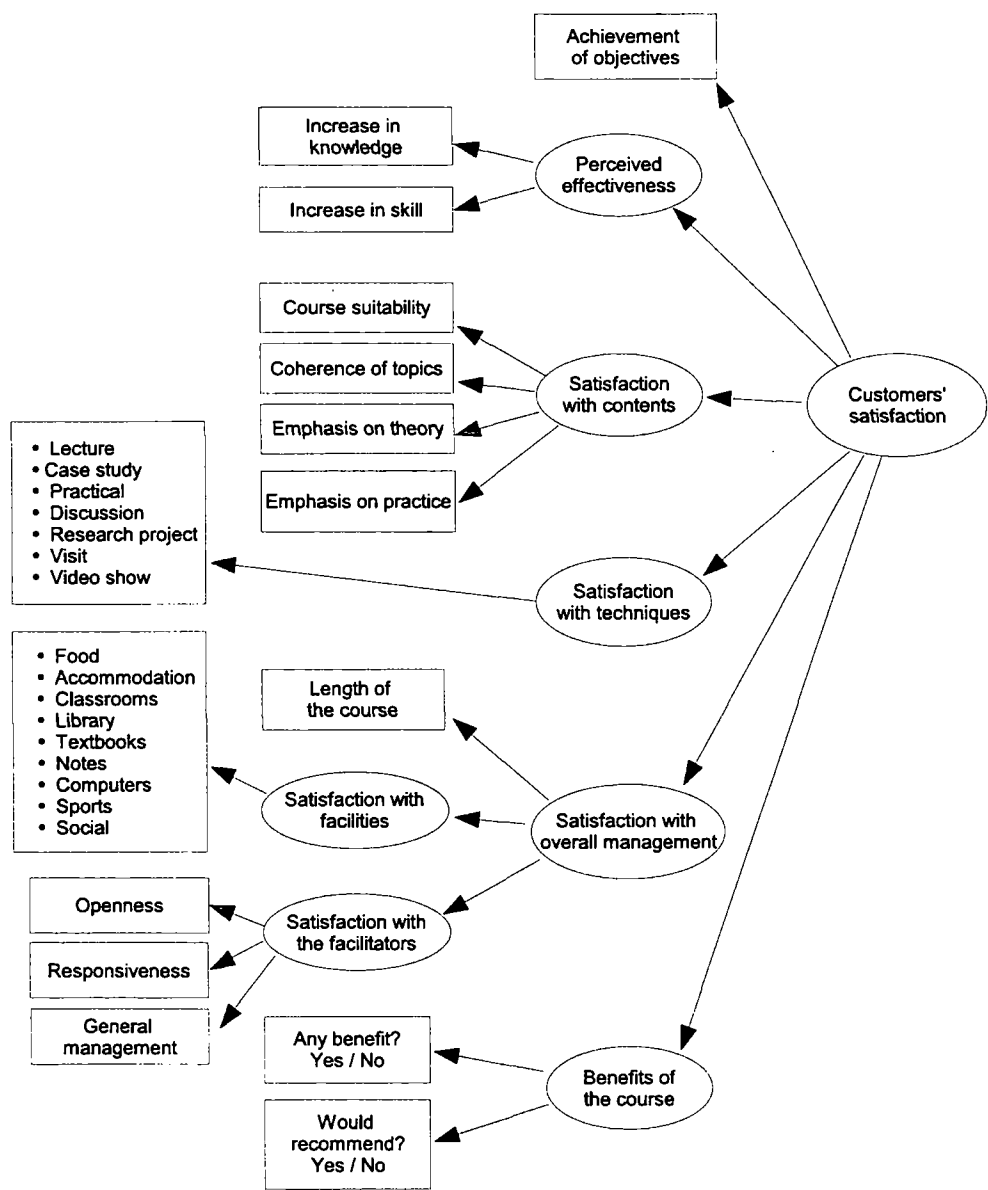 Achievement
of objectives
Increase in
knowledge
Perceived
effectiveness
Increase in skill
Course suitability
Coherence of topics
Satisfaction
with contents
Customers'
satisfaction
Emphasis on theory
Emphasis on practice
• Lecture
• Case study
• Practical
• Discussion
• Research project
• Visit
• Video show
Satisfaction
with techniques
• Food
• Accommodation
• Classrooms
• Library
• Textbooks
• Notes
• Computers
• Sports
• Social
Length of
the course
Satisfaction with
facilities
Satisfaction with
overall management
Openness
Responsiveness
General
management
Satisfaction with
the facilitators
Any benefit?
Yes / No
Would
recommend?
Yes / No
Benefits of
the course